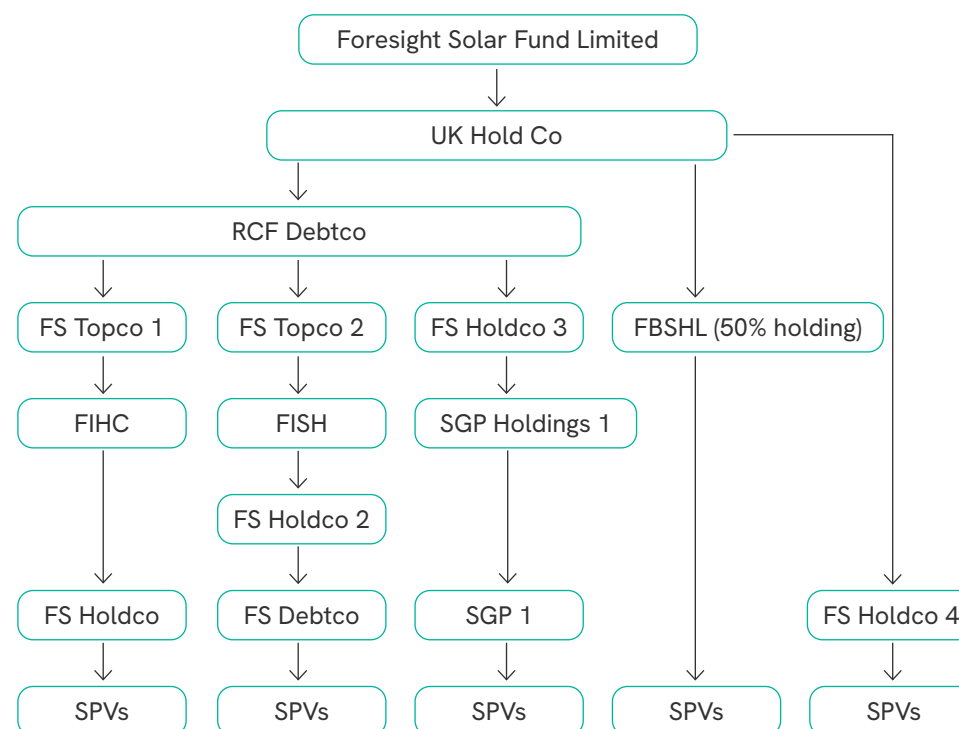 Foresight Solar Fund Limited
UK Hold Co
RCF Debtco
FS Topco 1
FS Topco 2
FS Holdco 3
FBSHL (50% holding)
FIHC
FISH
SGP Holdings 1
FS Holdco 2
FS Holdco
FS Debtco
SGP 1
FS Holdco 4
SPVs
SPVs
SPVs
SPVs
SPVs